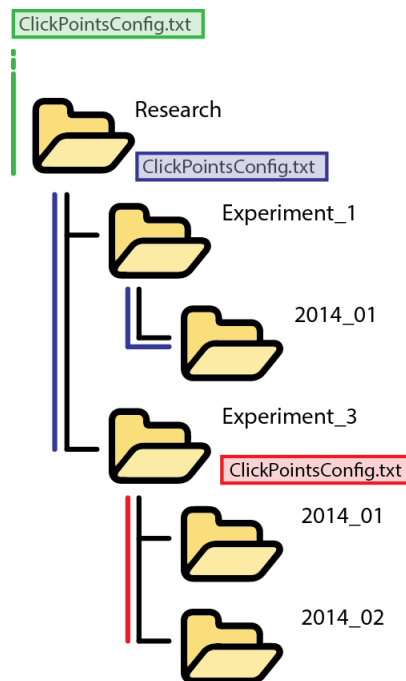 ClickPointsConfig.txt
Research
ClickPointsConfig.txt
Experiment_1
2014_01
Experiment_3
ClickPointsConfig.txt
2014_01
2014_02